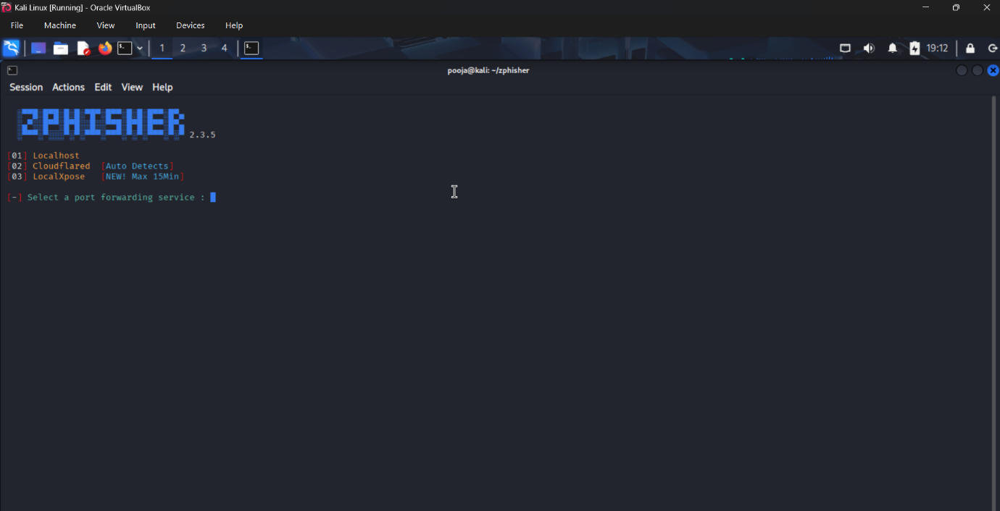 Kali Linux [Running] - Oracle VirtualBox
File Machine View Input Devices Help
1 2 3 4 19:12
pooja@kali: ~/zphisher
Session Actions Edit View Help
ZPHISHER 2.3.5
[01] Localhost
[02] Cloudflared [Auto Detects]
[03] LocalXpose [NEW! Max 15Min]
[-] Select a port forwarding service :